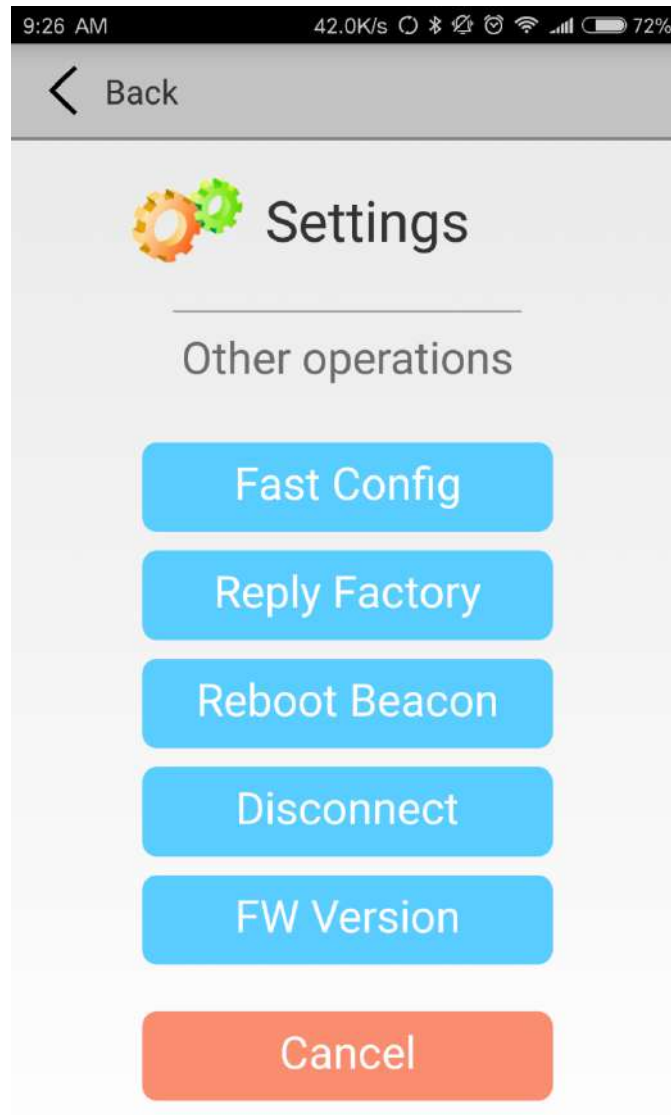 9:26 AM 42.0K/s 72%
Back
Settings
Other operations
Fast Config
Reply Factory
Reboot Beacon
Disconnect
FW Version
Cancel